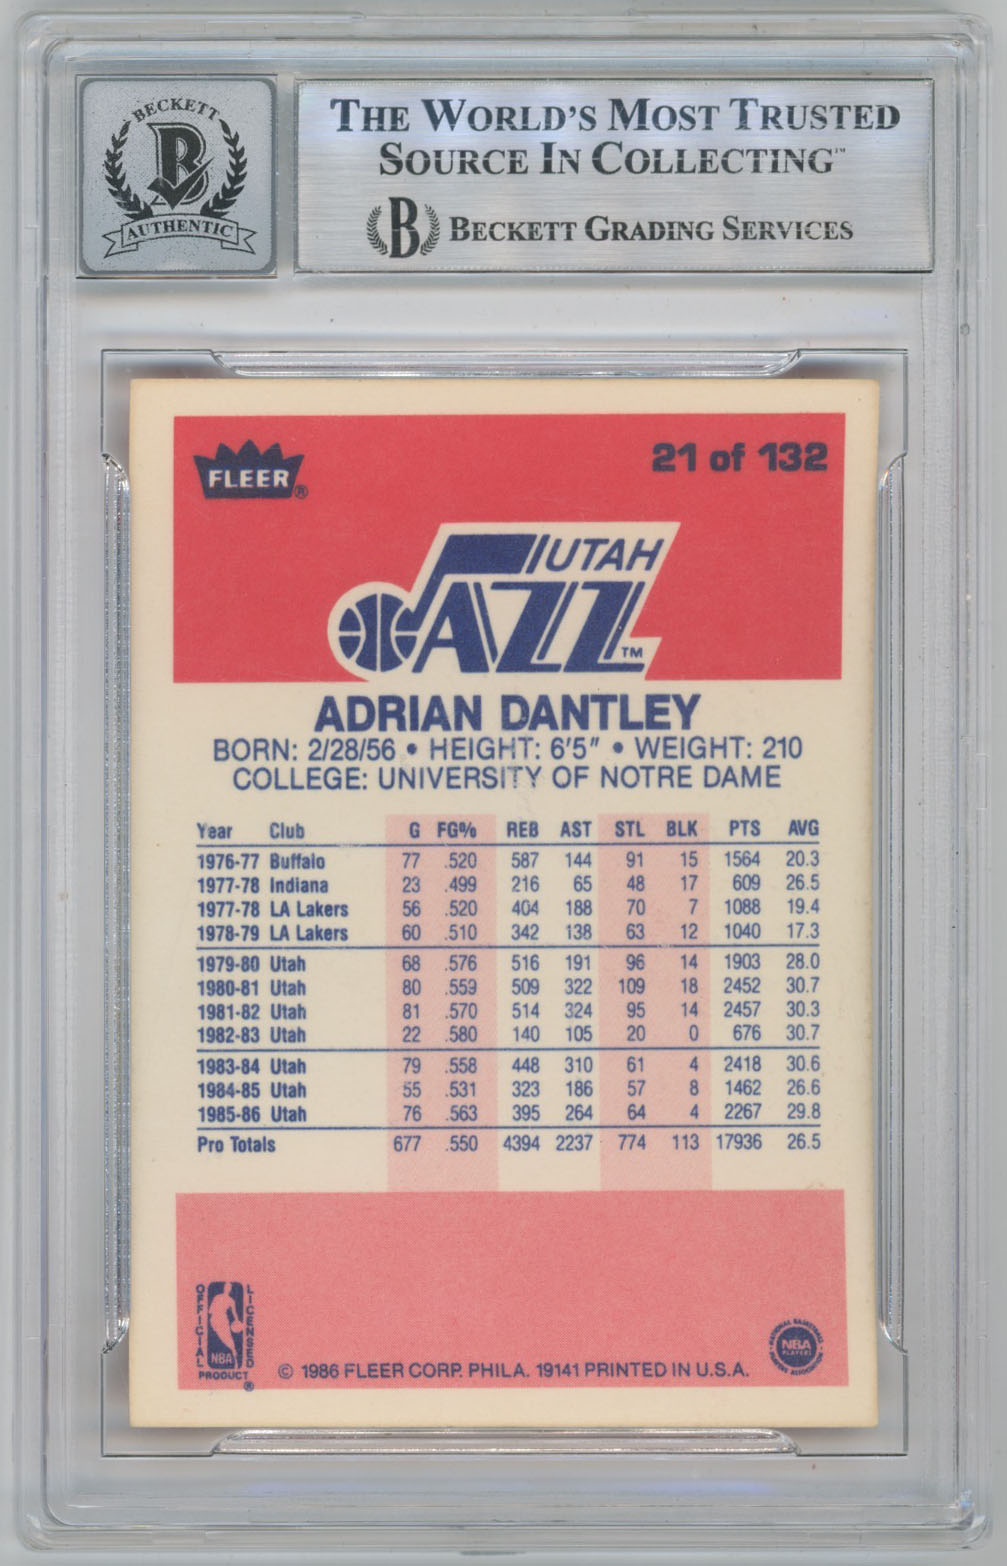 BECKETT
B
AUTHENTIC
THE WORLD'S MOST TRUSTED
SOURCE IN COLLECTING™
B BECKETT GRADING SERVICES
FLEER®
21 of 132
UTAH
JAZZ™
ADRIAN DANTLEY
BORN: 2/28/56 • HEIGHT: 6'5" • WEIGHT: 210
COLLEGE: UNIVERSITY OF NOTRE DAME
Year Club G FG% REB AST STL BLK PTS AVG
1976-77 Buffalo 77 .520 587 144 91 15 1564 20.3
1977-78 Indiana 23 .499 216 65 48 17 609 26.5
1977-78 LA Lakers 56 .520 404 188 70 7 1088 19.4
1978-79 LA Lakers 60 .510 342 138 63 12 1040 17.3
1979-80 Utah 68 .576 516 191 96 14 1903 28.0
1980-81 Utah 80 .559 509 322 109 18 2452 30.7
1981-82 Utah 81 .570 514 324 95 14 2457 30.3
1982-83 Utah 22 .580 140 105 20 0 676 30.7
1983-84 Utah 79 .558 448 310 61 4 2418 30.6
1984-85 Utah 55 .531 323 186 57 8 1462 26.6
1985-86 Utah 76 .563 395 264 64 4 2267 29.8
Pro Totals 677 .550 4394 2237 774 113 17936 26.5
OFFICIAL LICENSED
NBA
PRODUCT ®
© 1986 FLEER CORP. PHILA. 19141 PRINTED IN U.S.A.
NATIONAL BASKETBALL
NBA
PLAYERS
PLAYERS ASSOCIATION